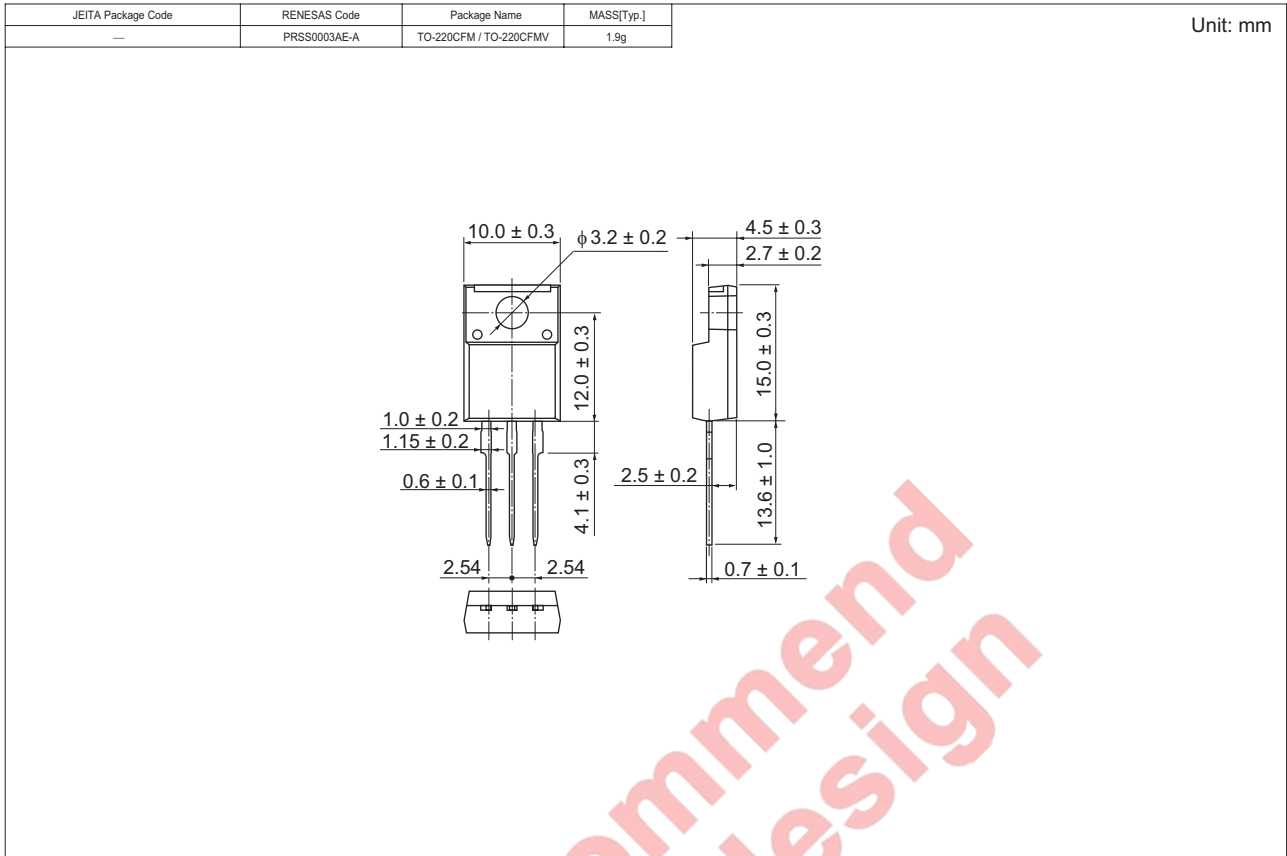 JEITA Package Code RENESAS Code Package Name MASS[Typ.]
— PRSS0003AE-A TO-220CFM / TO-220CFMV 1.9g
Unit: mm
10.0 ± 0.3
ϕ 3.2 ± 0.2
4.5 ± 0.3
2.7 ± 0.2
12.0 ± 0.3
15.0 ± 0.3
1.0 ± 0.2
1.15 ± 0.2
0.6 ± 0.1
4.1 ± 0.3
2.5 ± 0.2
13.6 ± 1.0
2.54 2.54
0.7 ± 0.1
ommend
design